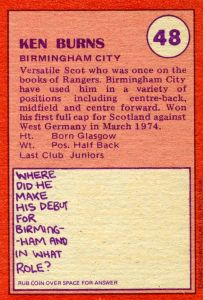 KEN BURNS
48
BIRMINGHAM CITY
Versatile Scot who was once on the
books of Rangers. Birmingham City
have used him in a variety of
positions including centre-back,
midfield and centre forward. Won
his first full cap for Scotland against
West Germany in March 1974.
Ht. Born Glasgow
Wt. Pos. Half Back
Last Club Juniors
WHERE
DID HE
MAKE
HIS DEBUT
FOR
BIRMING-
-HAM AND
IN WHAT
ROLE?
RUB COIN OVER SPACE FOR ANSWER